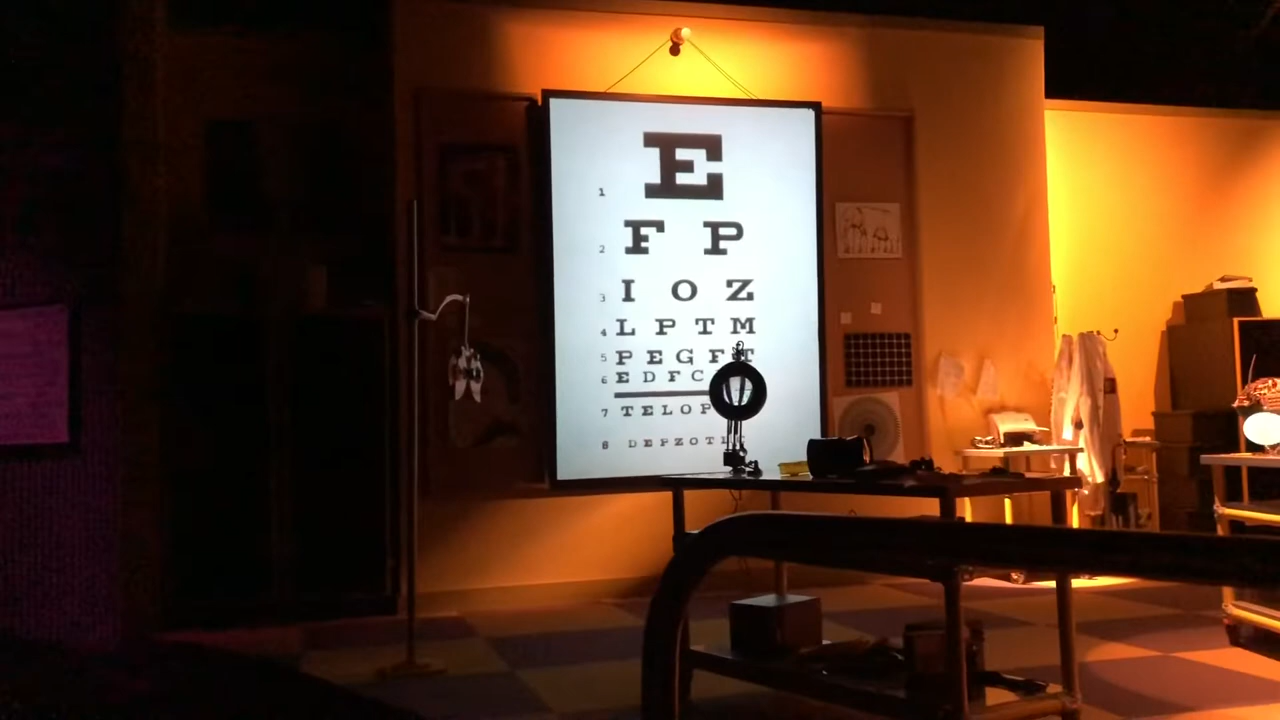 E
1
F P
2
I O Z
3
L P T M
4
P E G F T
5
E D F C
6
T E L O P
7
D E P Z O T L
8